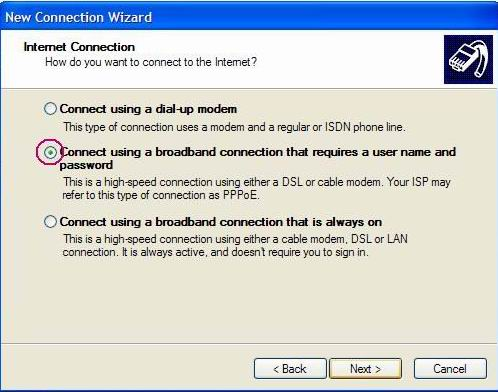 New Connection Wizard
Internet Connection
How do you want to connect to the Internet?
Connect using a dial-up modem
This type of connection uses a modem and a regular or ISDN phone line.
Connect using a broadband connection that requires a user name and
password
This is a high-speed connection using either a DSL or cable modem. Your ISP may
refer to this type of connection as PPPoE.
Connect using a broadband connection that is always on
This is a high-speed connection using either a cable modem, DSL or LAN
connection. It is always active, and doesn't require you to sign in.
< Back
Next >
Cancel